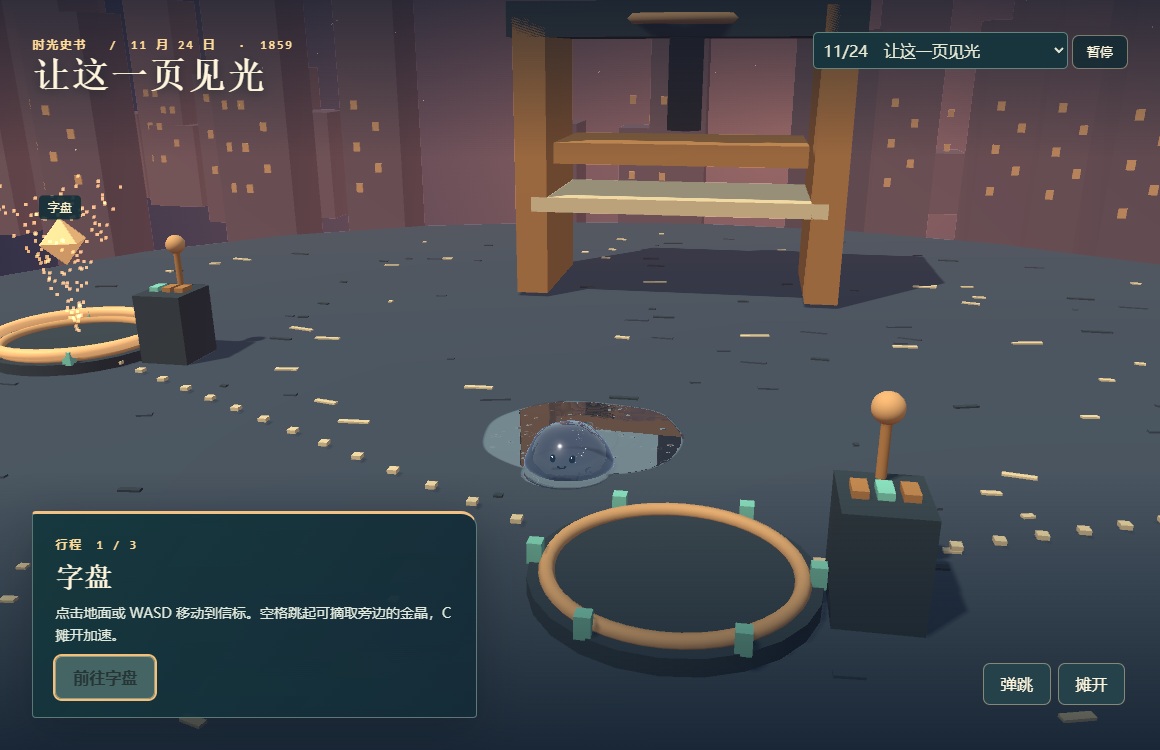 时光史书 / 11 月 24 日 · 1859
让这一页见光
11/24 让这一页见光
暂停
字盘
行程 1 / 3
字盘
点击地面或 WASD 移动到信标。空格跳起可摘取旁边的金晶，C
摊开加速。
前往字盘
弹跳
摊开